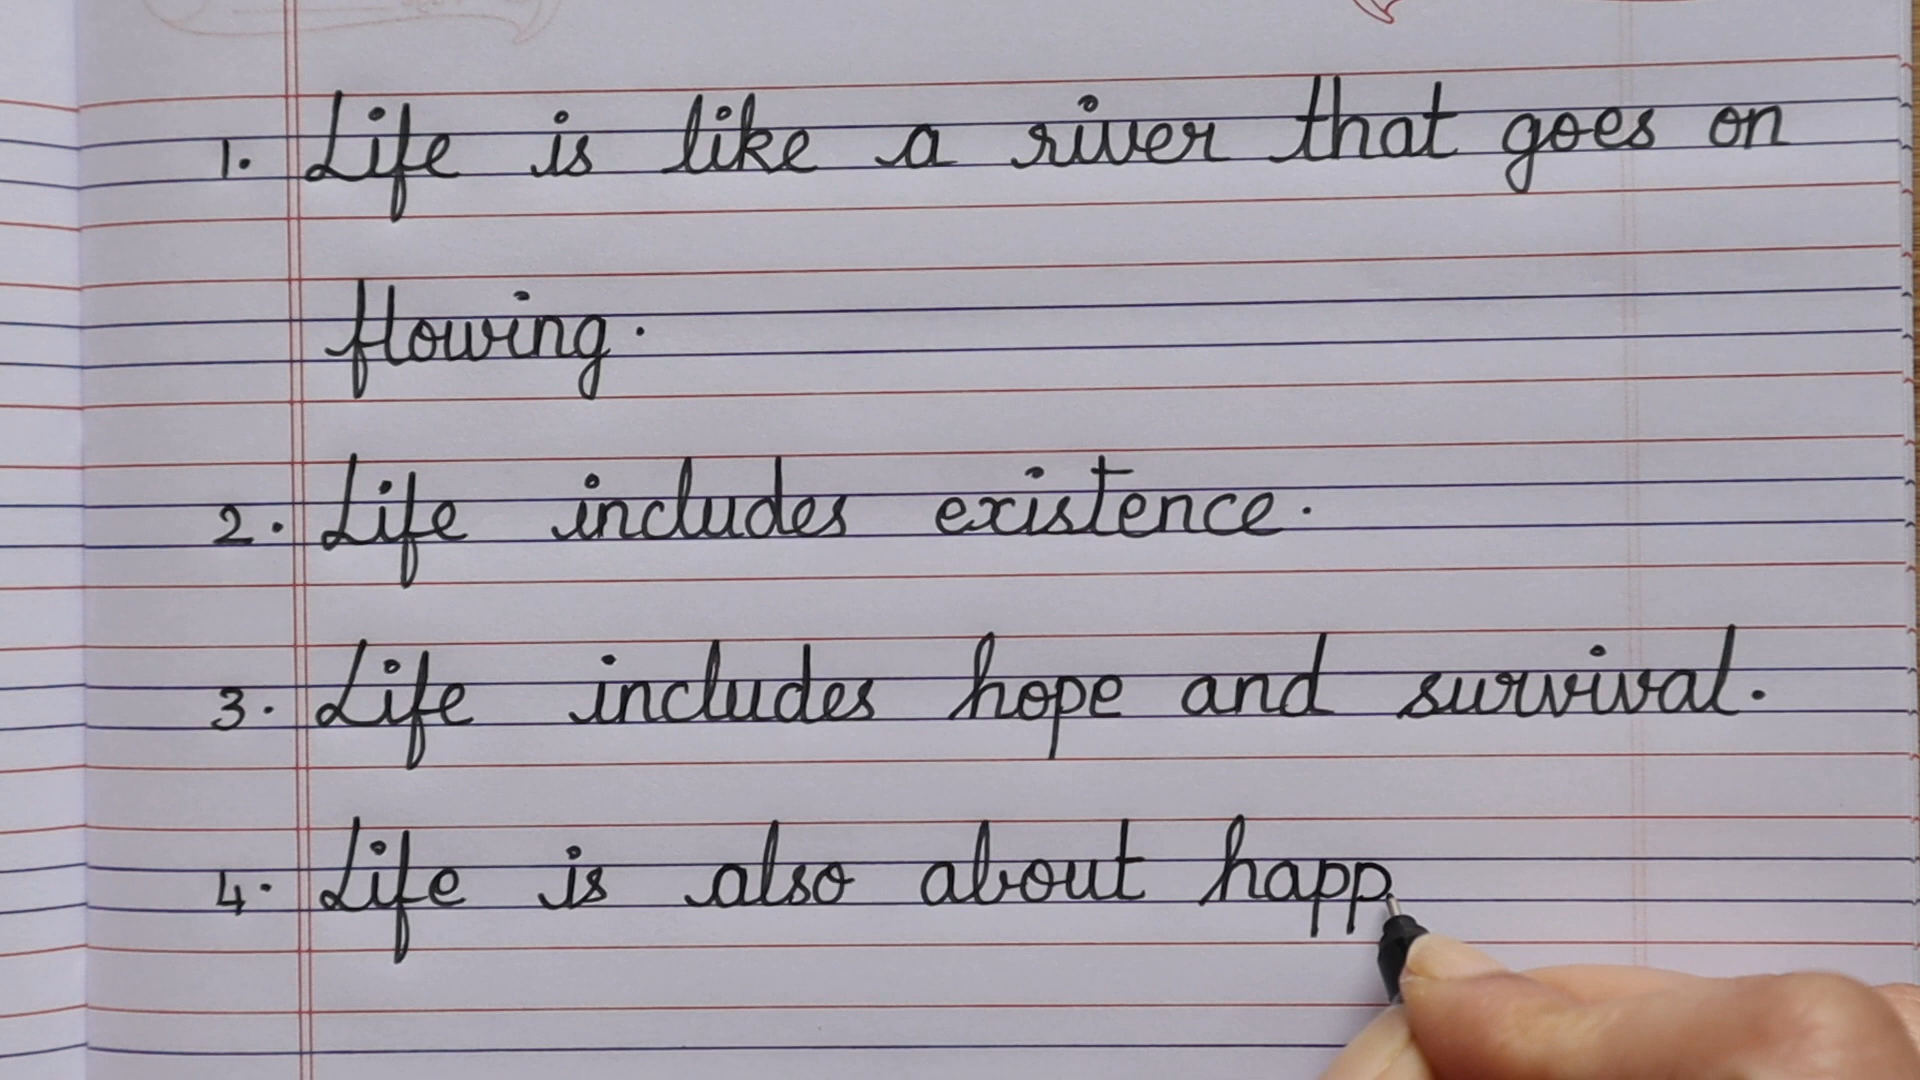 1. Life is like a river that goes on
flowing.
2. Life includes existence.
3. Life includes hope and survival.
4. Life is also about happ